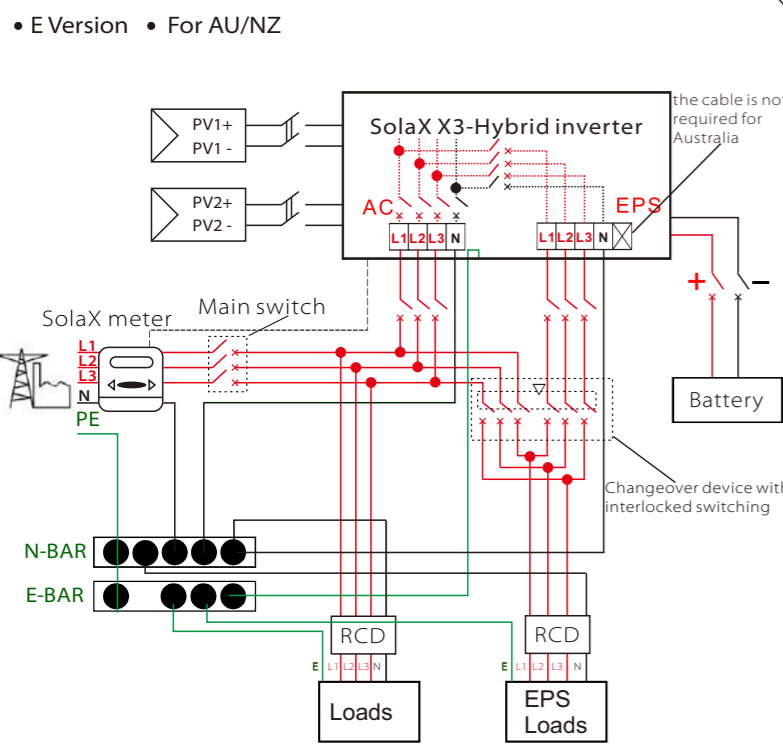 • E Version • For AU/NZ
the cable is not
required for
Australia
PV1+
PV1 -
SolaX X3-Hybrid inverter
PV2+
PV2 -
AC
EPS
L1 L2 L3 N
L1 L2 L3 N
+ −
SolaX meter
Main switch
L1
L2
L3
N
PE
Battery
Changeover device with
interlocked switching
N-BAR
E-BAR
RCD
RCD
E L1 L2 L3 N
E L1 L2 L3 N
Loads
EPS
Loads